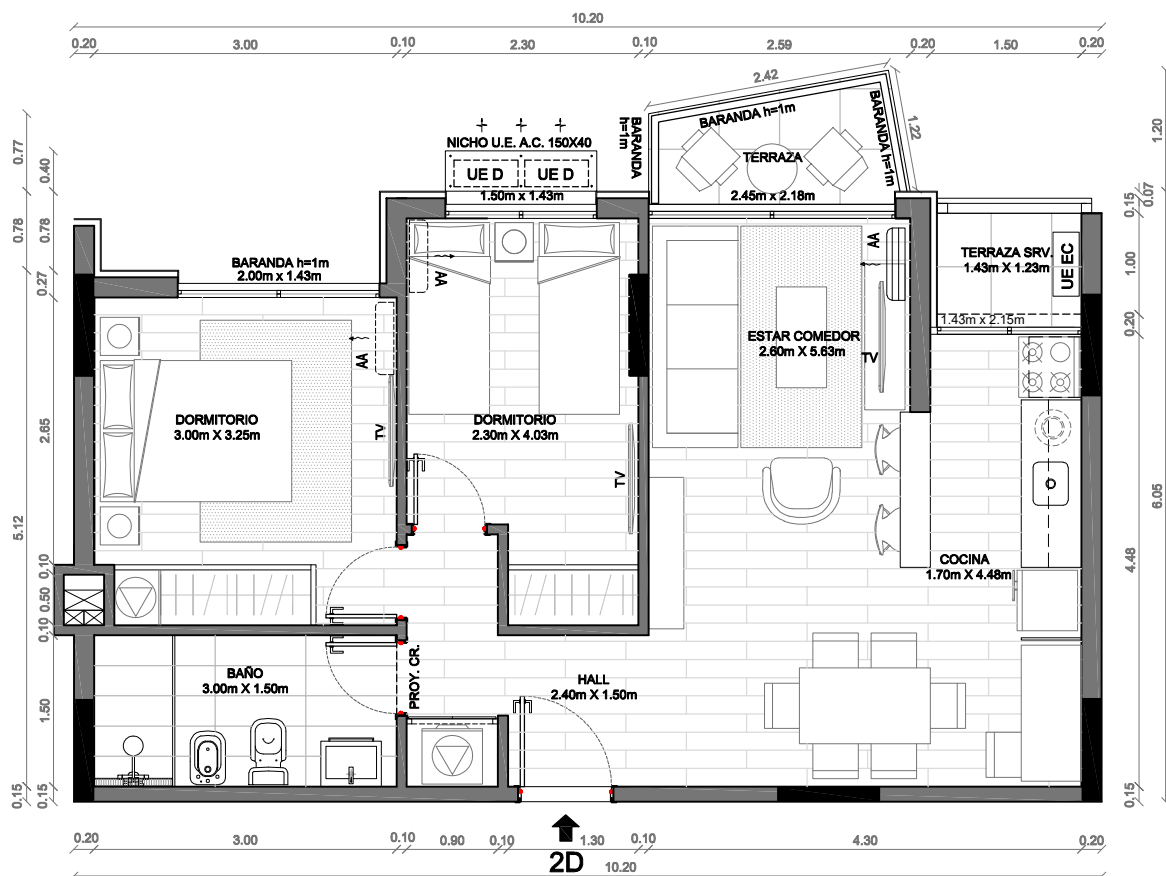 10.20
0.20 3.00 0.10 2.30 0.10 2.59 0.20 1.50 0.20
2.42
1.22
BARANDA h=1m
BARANDA h=1m
BARANDA
h=1m
NICHO U.E. A.C. 150X40
UE D UE D
1.50m x 1.43m
TERRAZA
2.45m x 2.18m
0.77
0.40
0.78
0.78
0.27
2.65
5.12
0.10
0.50
0.10
1.50
0.15
0.15
1.20
0.07
0.15
1.00
0.20
6.05
4.48
0.15
BARANDA h=1m
2.00m x 1.43m
AA
AA
AA
TERRAZA SRV.
1.43m X 1.23m
UE EC
1.43m x 2.15m
ESTAR COMEDOR
2.60m X 5.63m
TV
DORMITORIO
3.00m X 3.25m
TV
DORMITORIO
2.30m X 4.03m
TV
COCINA
1.70m X 4.48m
BAÑO
3.00m X 1.50m
PROY. CR.
HALL
2.40m X 1.50m
0.20 3.00 0.10 0.90 0.10 1.30 0.10 4.30 0.20
2D
10.20